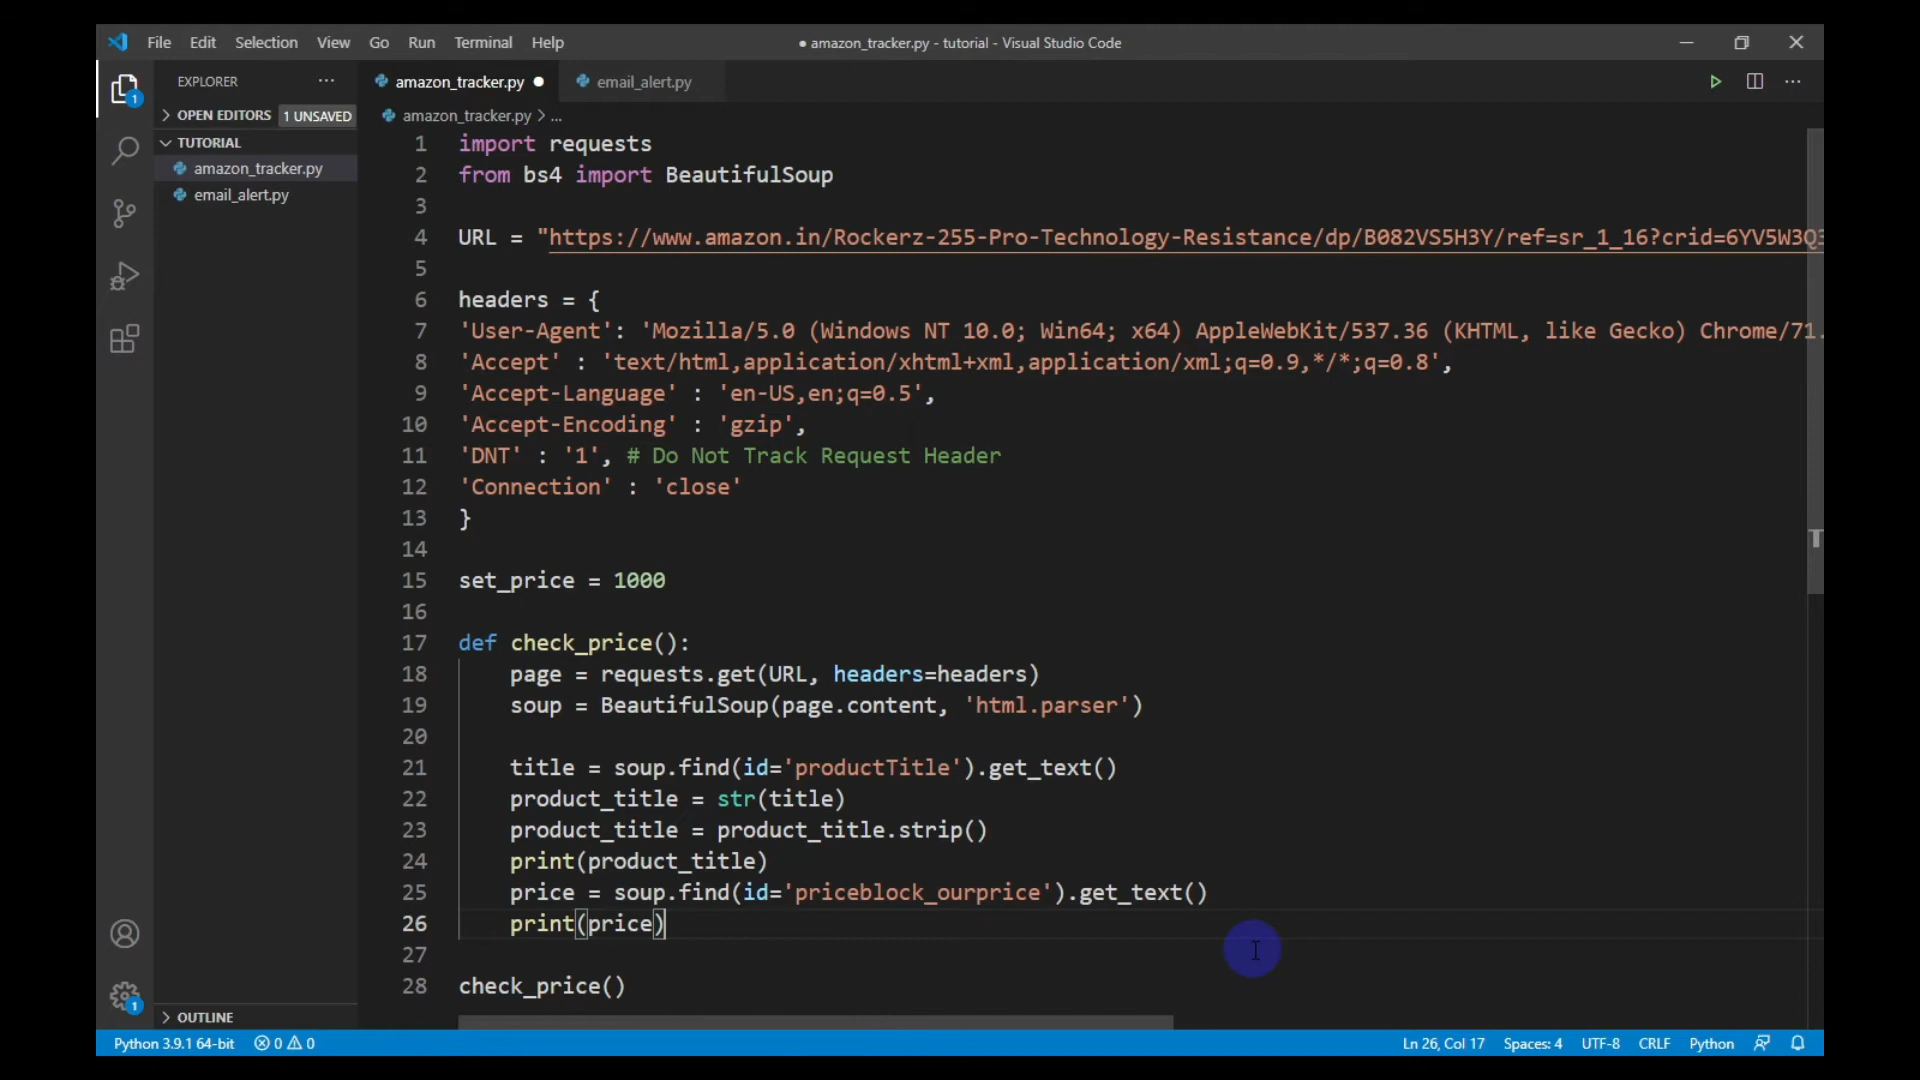 File Edit Selection View Go Run Terminal Help
● amazon_tracker.py - tutorial - Visual Studio Code
EXPLORER ...
amazon_tracker.py ●
email_alert.py
OPEN EDITORS 1 UNSAVED
amazon_tracker.py > ...
TUTORIAL
amazon_tracker.py
email_alert.py
1 import requests
2 from bs4 import BeautifulSoup
3
4 URL = "https://www.amazon.in/Rockerz-255-Pro-Technology-Resistance/dp/B082VS5H3Y/ref=sr_1_16?crid=6YV5W3Q3
5
6 headers = {
7 'User-Agent': 'Mozilla/5.0 (Windows NT 10.0; Win64; x64) AppleWebKit/537.36 (KHTML, like Gecko) Chrome/71.
8 'Accept' : 'text/html,application/xhtml+xml,application/xml;q=0.9,*/*;q=0.8',
9 'Accept-Language' : 'en-US,en;q=0.5',
10 'Accept-Encoding' : 'gzip',
11 'DNT' : '1', # Do Not Track Request Header
12 'Connection' : 'close'
13 }
14
15 set_price = 1000
16
17 def check_price():
18 page = requests.get(URL, headers=headers)
19 soup = BeautifulSoup(page.content, 'html.parser')
20
21 title = soup.find(id='productTitle').get_text()
22 product_title = str(title)
23 product_title = product_title.strip()
24 print(product_title)
25 price = soup.find(id='priceblock_ourprice').get_text()
26 print(price)
27
28 check_price()
1
1
OUTLINE
Python 3.9.1 64-bit 0 0
Ln 26, Col 17 Spaces: 4 UTF-8 CRLF Python